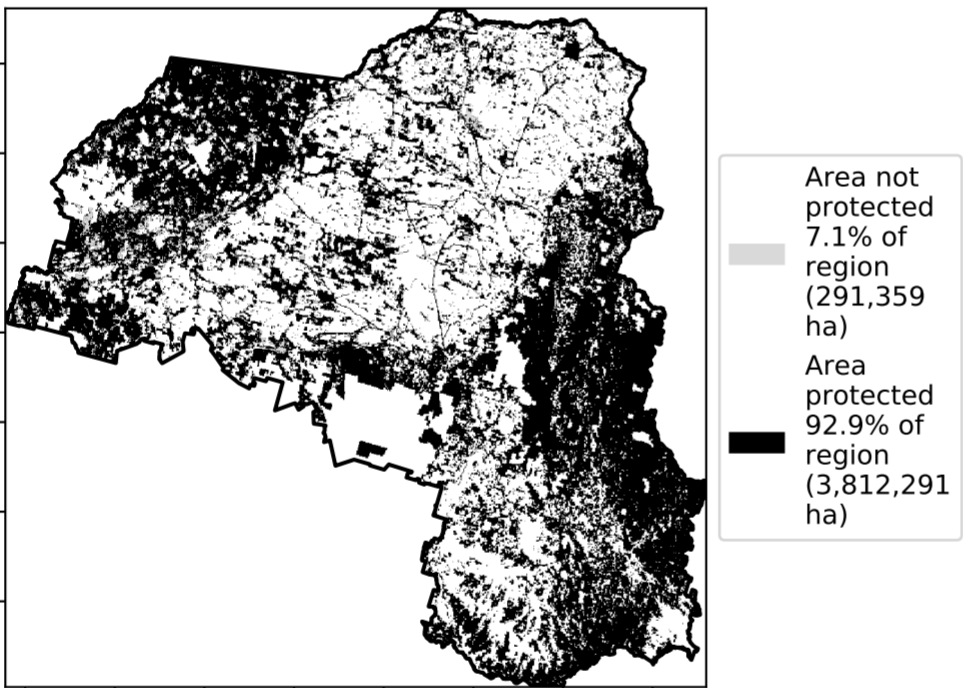 Area not
protected
7.1% of
region
(291,359
ha)
Area
protected
92.9% of
region
(3,812,291
ha)